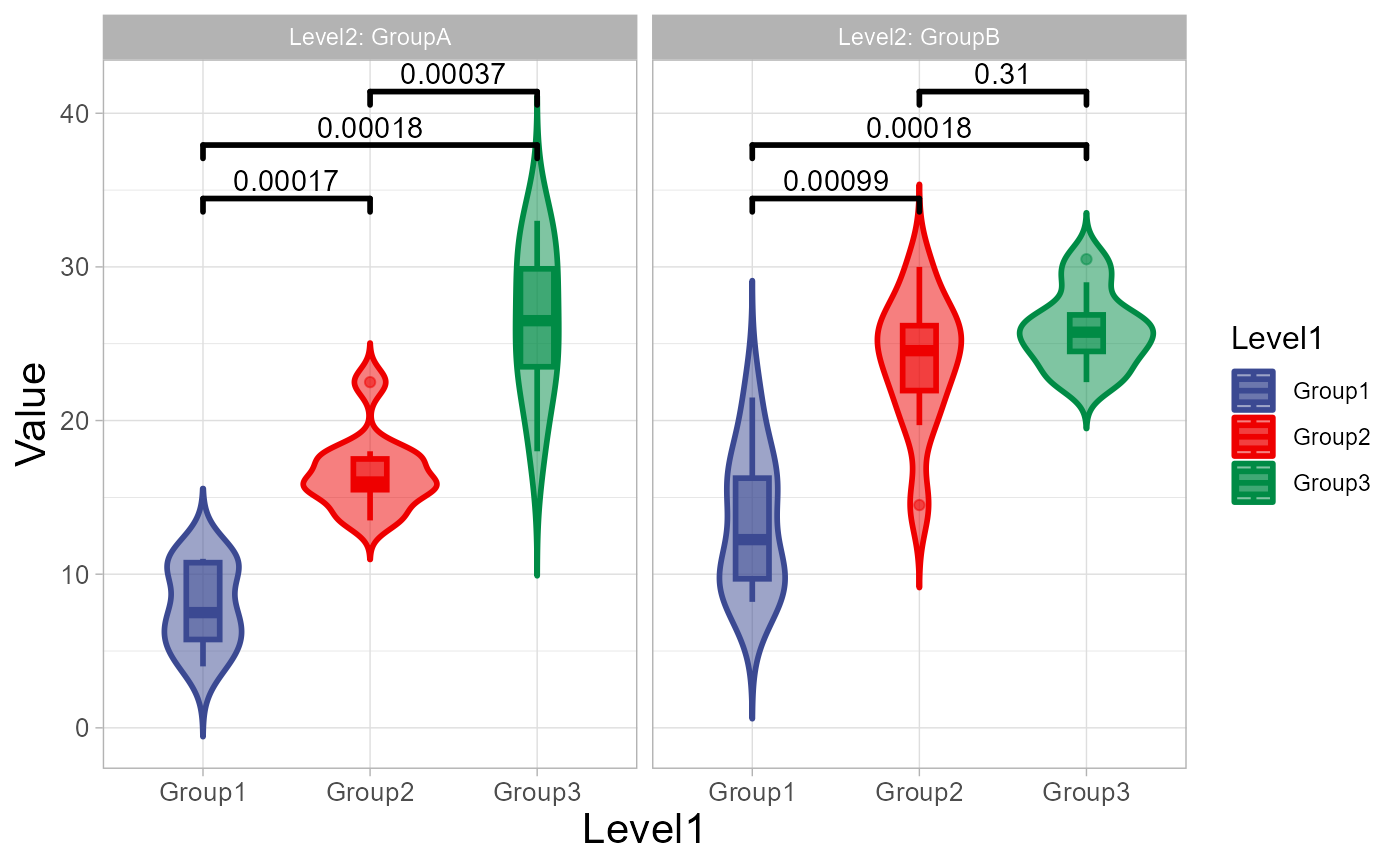 Level2: GroupA
Level2: GroupB
0.00037
0.31
0.00018
0.00018
0.00017
0.00099
40
30
20
10
0
Value
Group1
Group2
Group3
Group1
Group2
Group3
Level1
Level1
Group1
Group2
Group3